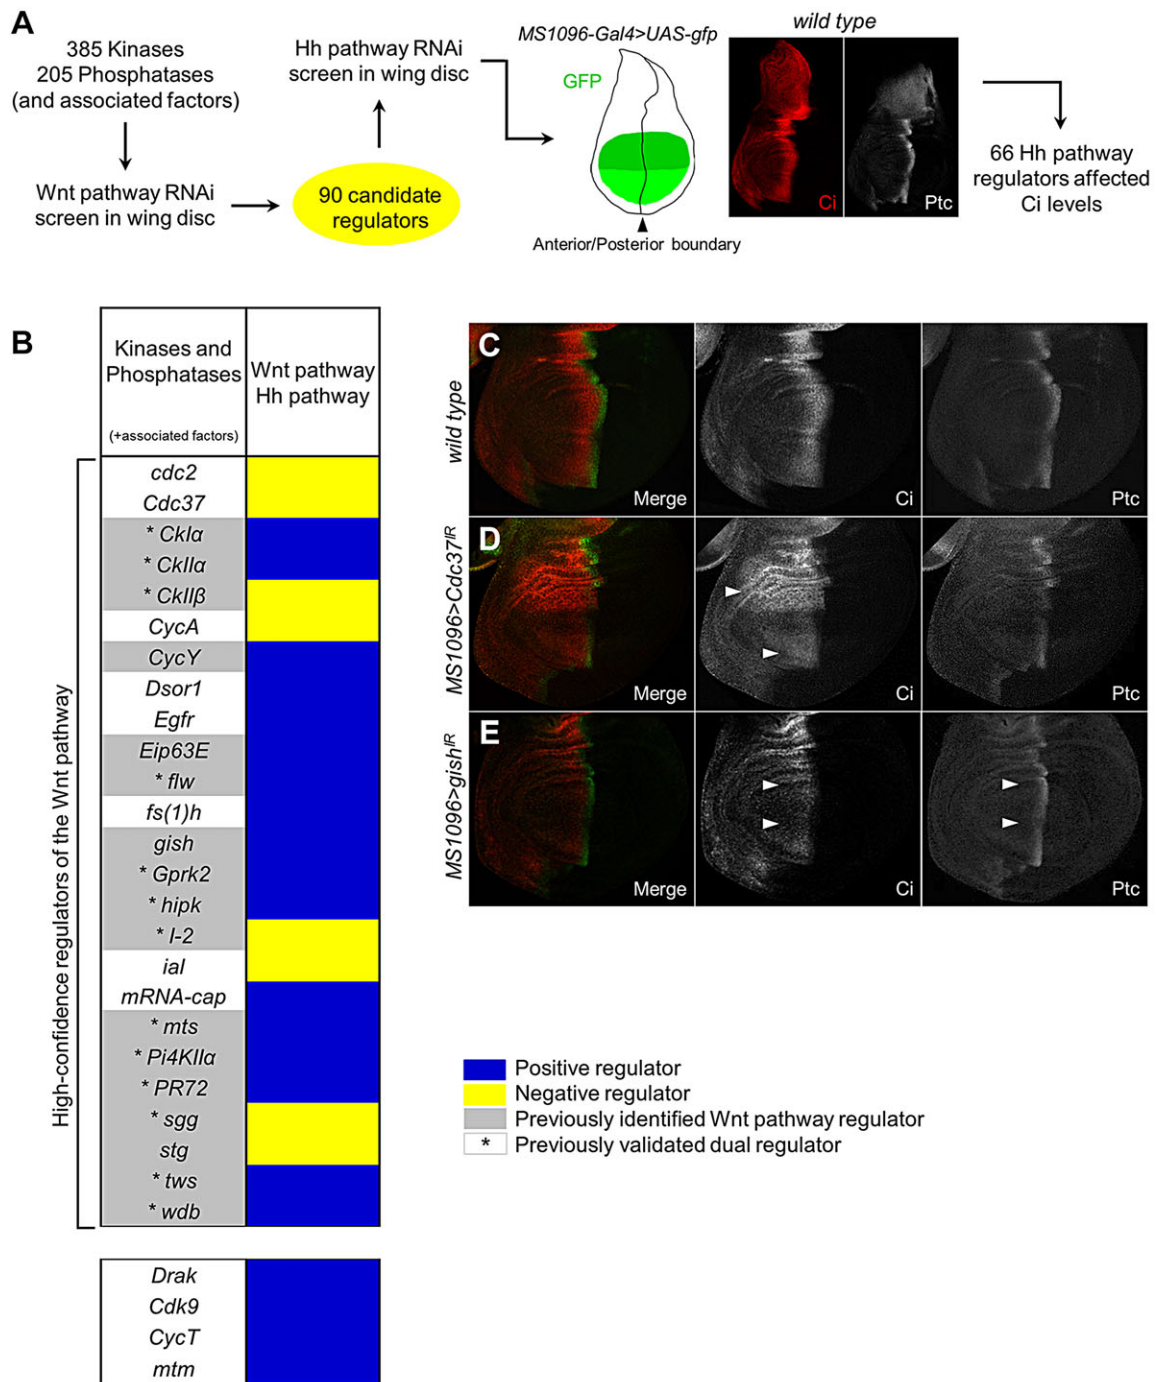 A
385 Kinases
205 Phosphatases
(and associated factors)
Wnt pathway RNAi
screen in wing disc
90 candidate
regulators
Hh pathway RNAi
screen in wing disc
MS1096-Gal4>UAS-gfp
GFP
Anterior/Posterior boundary
wild type
Ci
Ptc
66 Hh pathway
regulators affected
Ci levels
B
Kinases and
Phosphatases
(+associated factors)
Wnt pathway
Hh pathway
High-confidence regulators of the Wnt pathway
cdc2
Cdc37
* CkIα
* CkIIα
* CkIIβ
CycA
CycY
Dsor1
Egfr
Eip63E
* flw
fs(1)h
gish
* Gprk2
* hipk
* I-2
ial
mRNA-cap
* mts
* Pi4KIIα
* PR72
* sgg
stg
* tws
* wdb
Drak
Cdk9
CycT
mtm
C
wild type
Merge
Ci
Ptc
D
MS1096>Cdc37IR
Merge
Ci
Ptc
E
MS1096>gishIR
Merge
Ci
Ptc
Positive regulator
Negative regulator
Previously identified Wnt pathway regulator
* Previously validated dual regulator